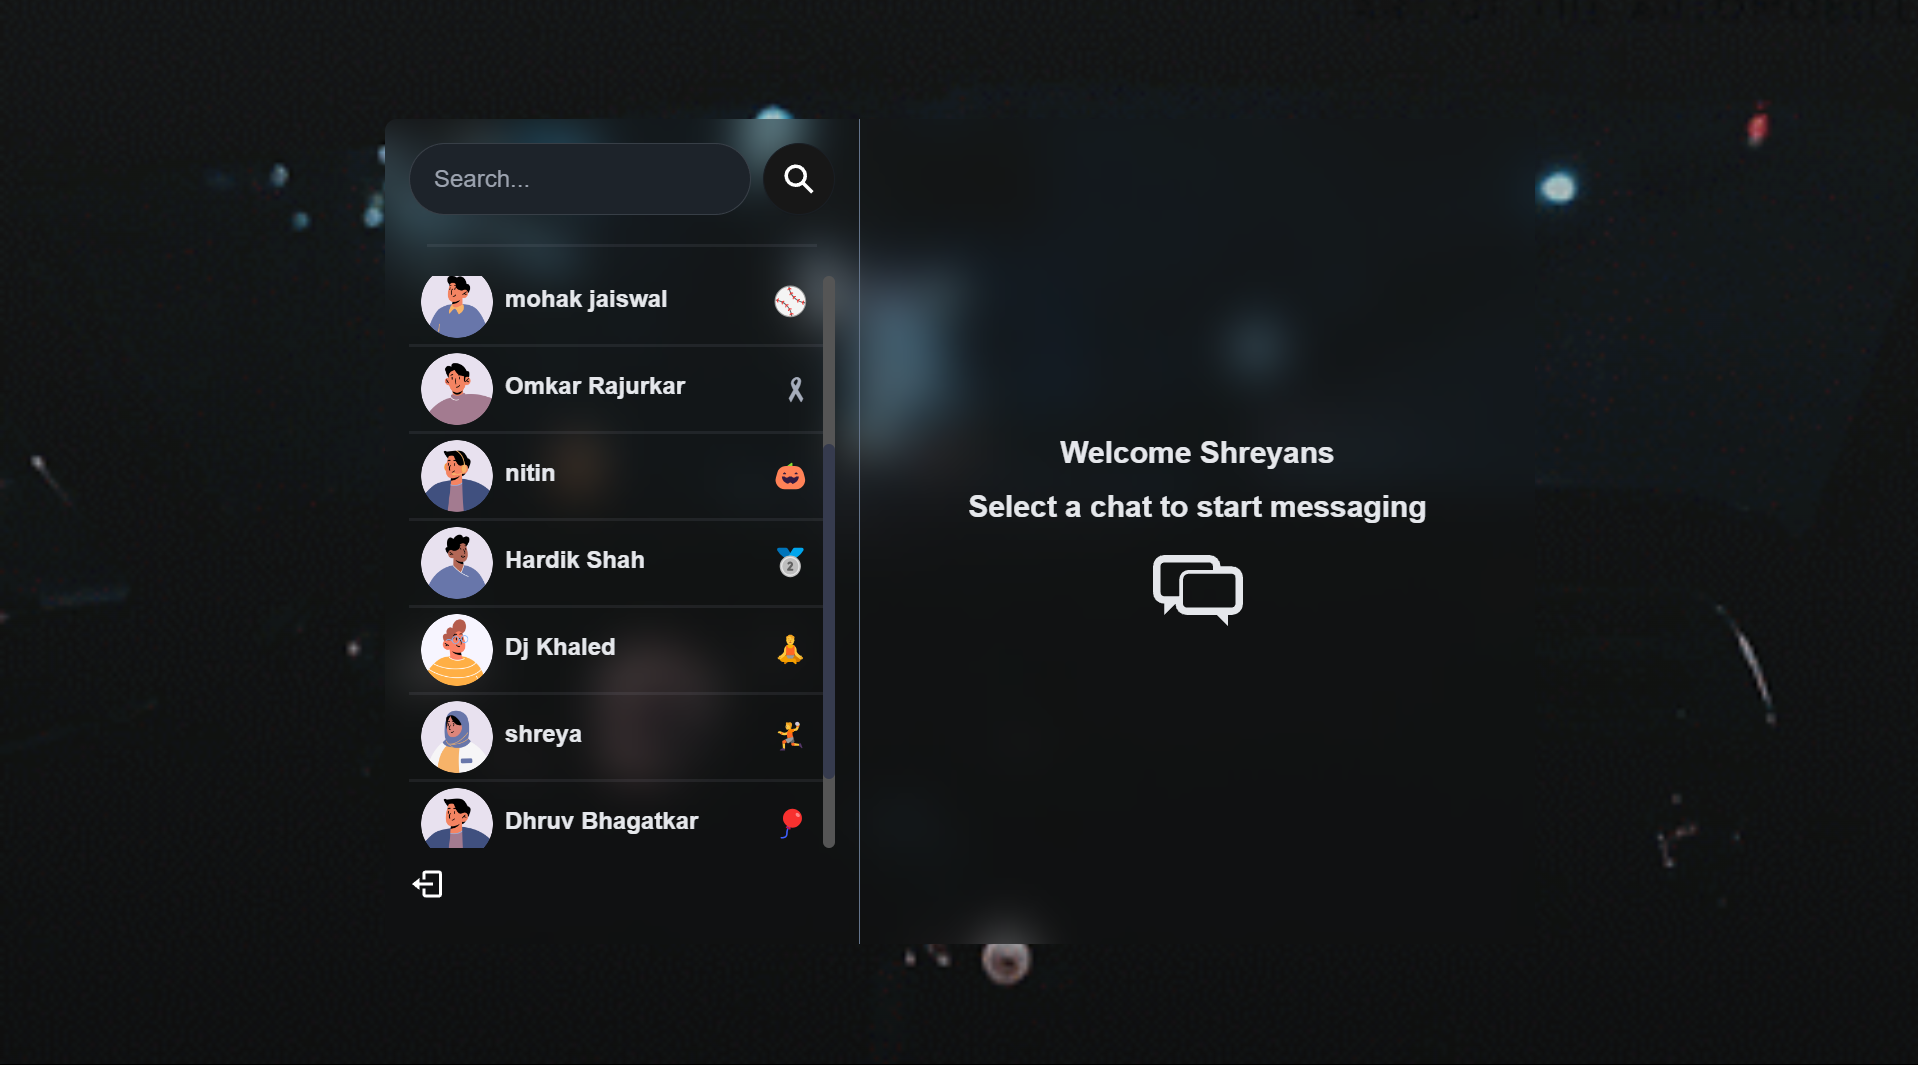 Search...
mohak jaiswal
Omkar Rajurkar
nitin
Hardik Shah
2
Dj Khaled
shreya
Dhruv Bhagatkar
Welcome Shreyans
Select a chat to start messaging